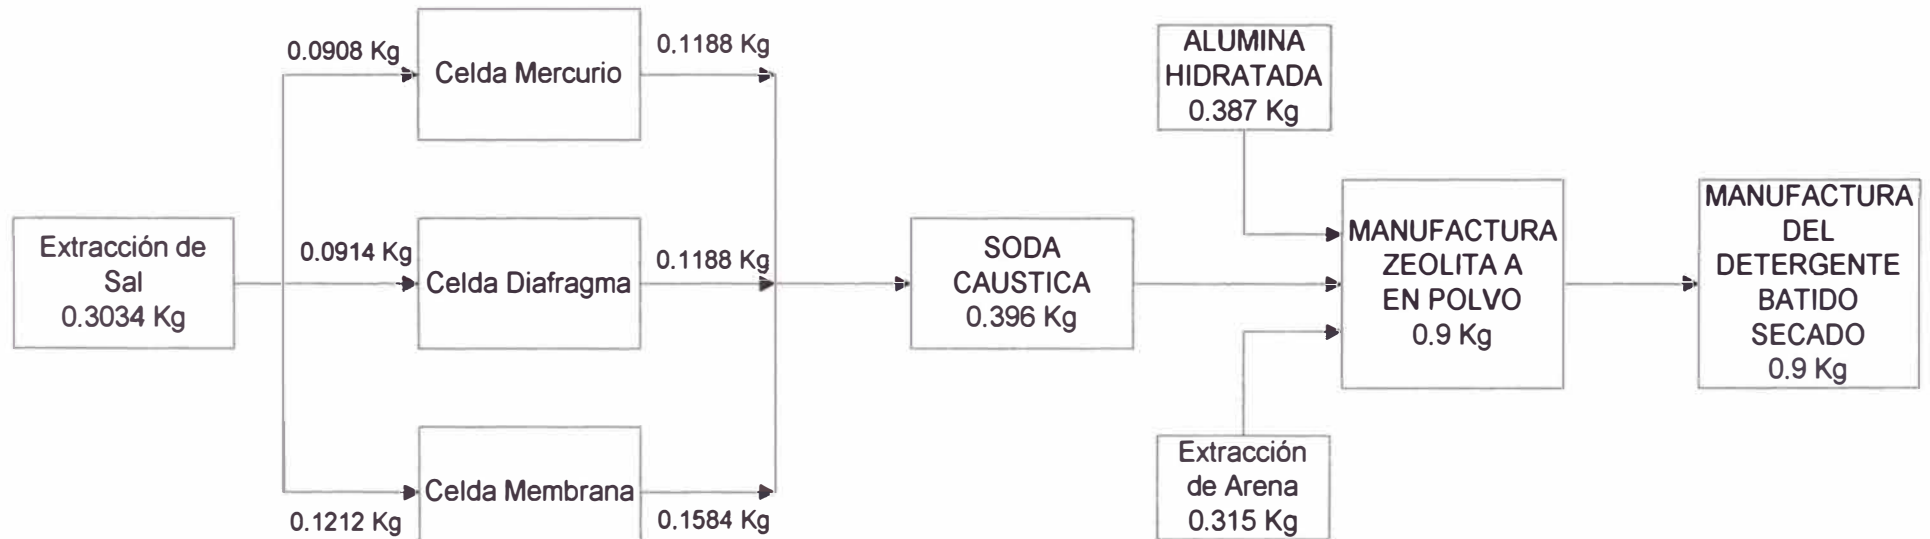 Extracción de
Sal
0.3034 Kg
0.0908 Kg
0.0914 Kg
0.1212 Kg
Celda Mercurio
Celda Diafragma
Celda Membrana
0.1188 Kg
0.1188 Kg
0.1584 Kg
SODA
CAUSTICA
0.396 Kg
ALUMINA
HIDRATADA
0.387 Kg
Extracción
de Arena
0.315 Kg
MANUFACTURA
ZEOLITA A
EN POLVO
0.9 Kg
MANUFACTURA
DEL
DETERGENTE
BATIDO
SECADO
0.9 Kg